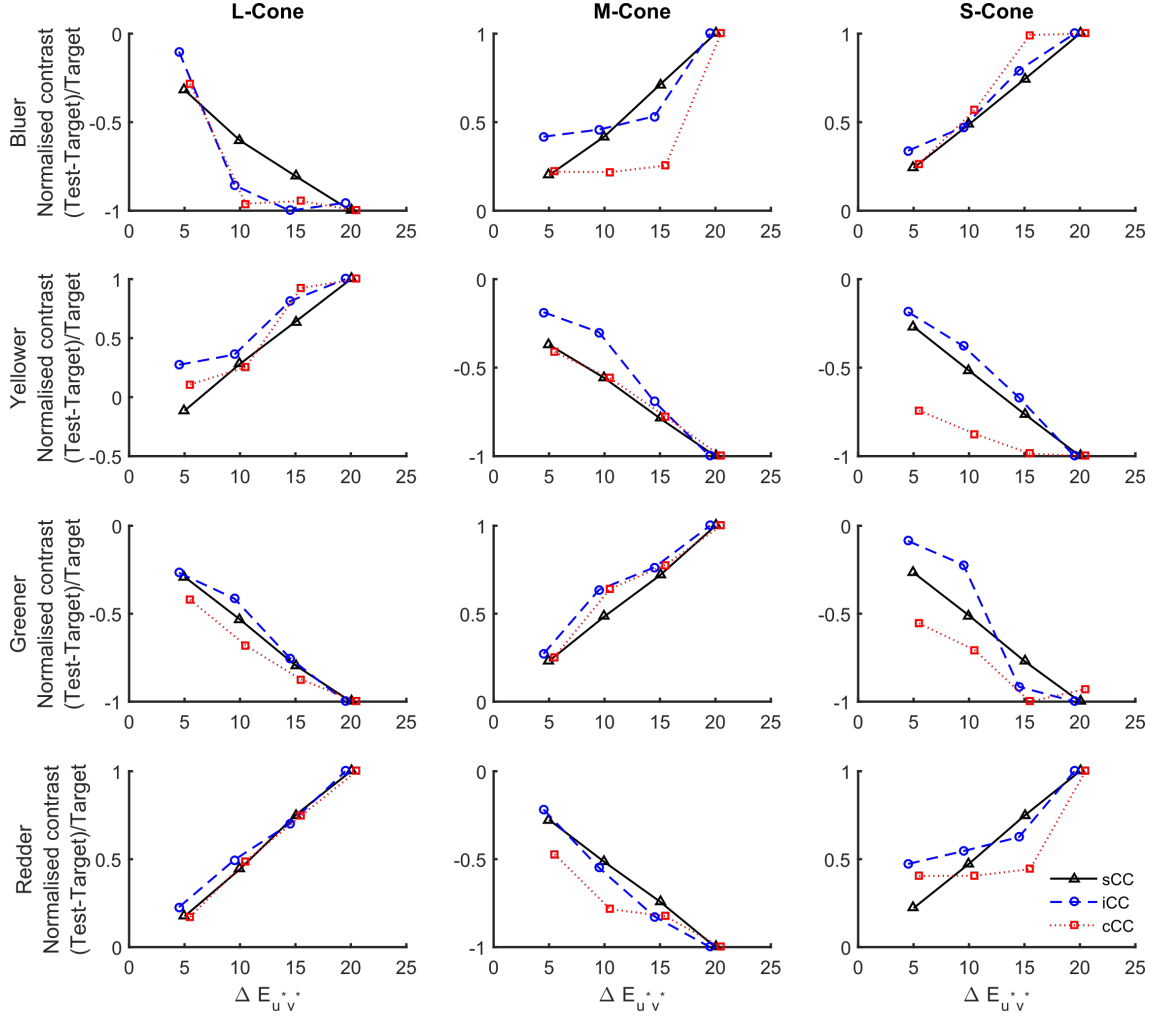 L-Cone M-Cone S-Cone
Bluer
Normalised contrast
(Test-Target)/Target
0
-0.5
-1
0 5 10 15 20 25
1
0.5
0
0 5 10 15 20 25
1
0.5
0
0 5 10 15 20 25
Yellower
Normalised contrast
(Test-Target)/Target
1
0.5
0
-0.5
0 5 10 15 20 25
-0
-0.5
-1
0 5 10 15 20 25
-0
-0.5
-1
0 5 10 15 20 25
Greener
Normalised contrast
(Test-Target)/Target
0
-0.5
-1
0 5 10 15 20 25
1
0.5
0
0 5 10 15 20 25
0
-0.5
-1
0 5 10 15 20 25
Redder
Normalised contrast
(Test-Target)/Target
1
0.5
0
0 5 10 15 20 25
Δ E u*v*
0
-0.5
-1
0 5 10 15 20 25
Δ E u*v*
1
0.5
0
0 5 10 15 20 25
Δ E u*v*
sCC
iCC
cCC